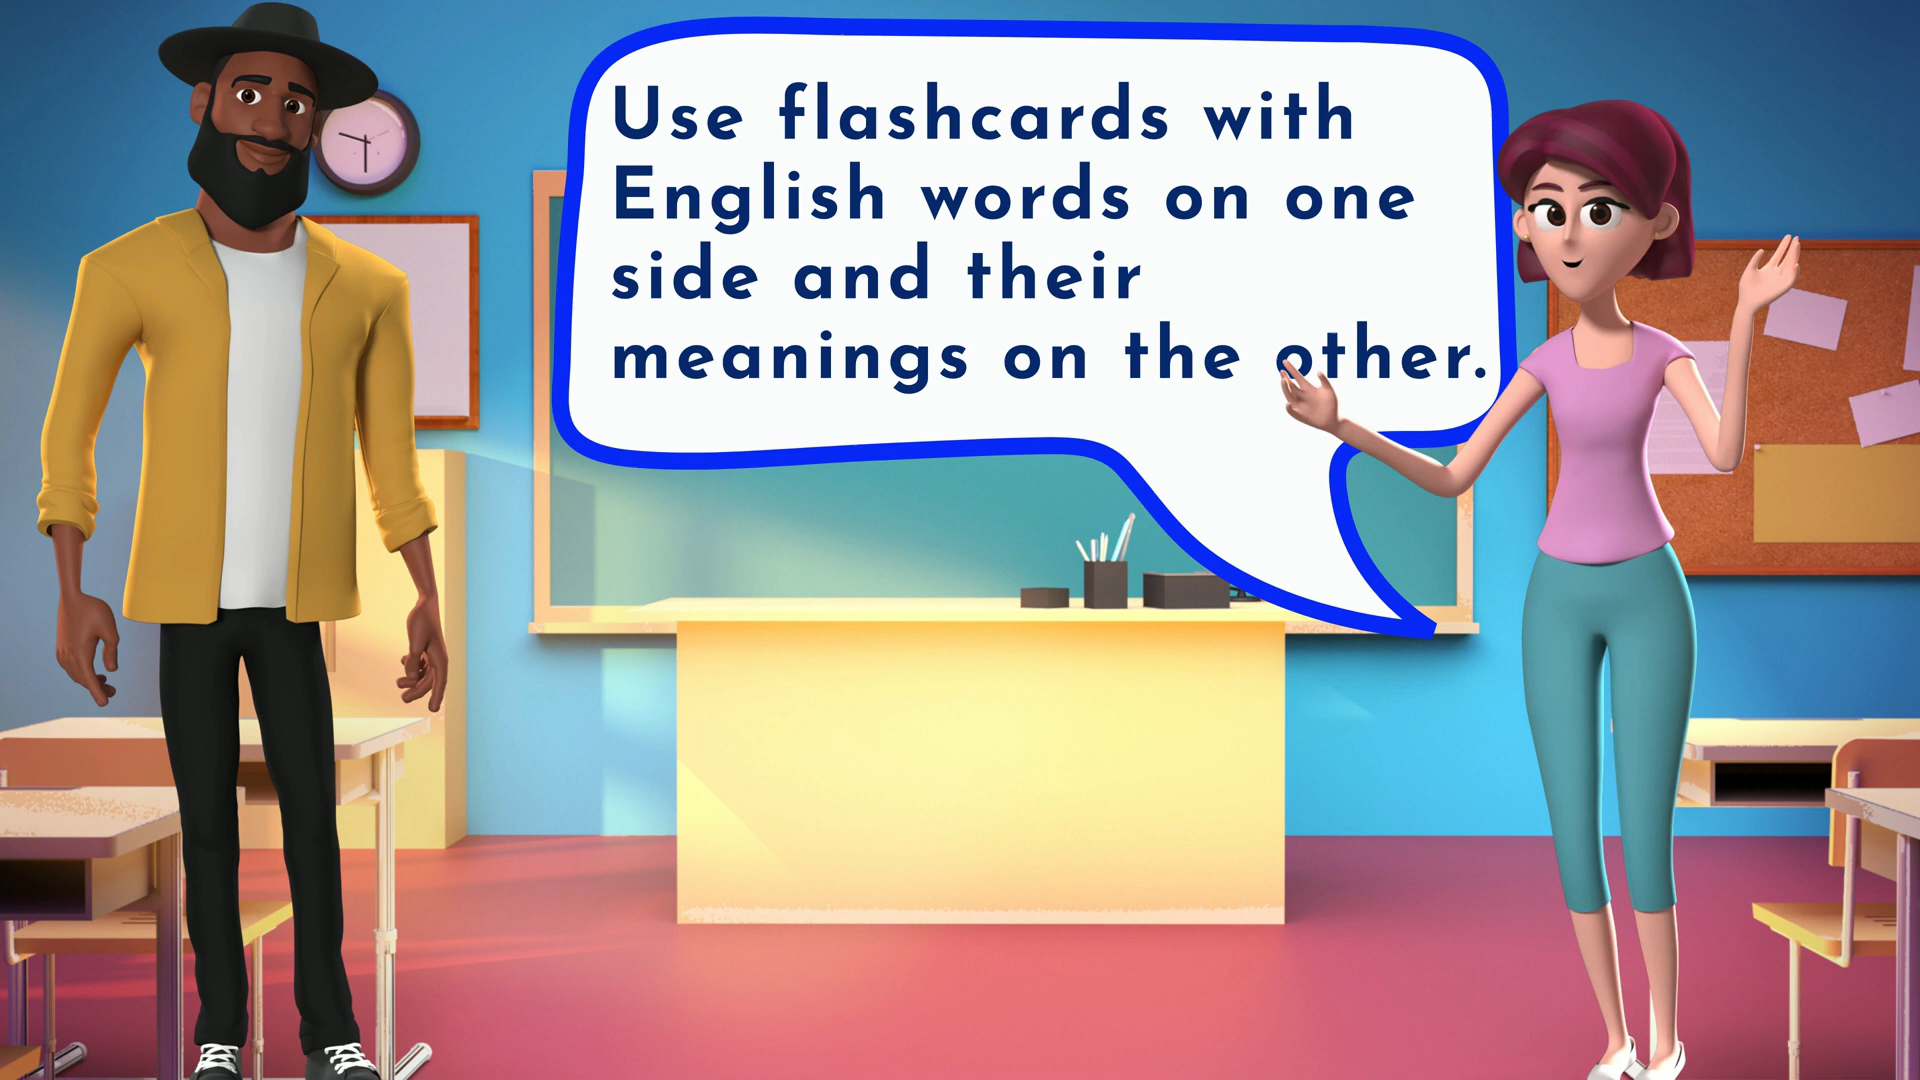 Use flashcards with
English words on one
side and their
meanings on the other.